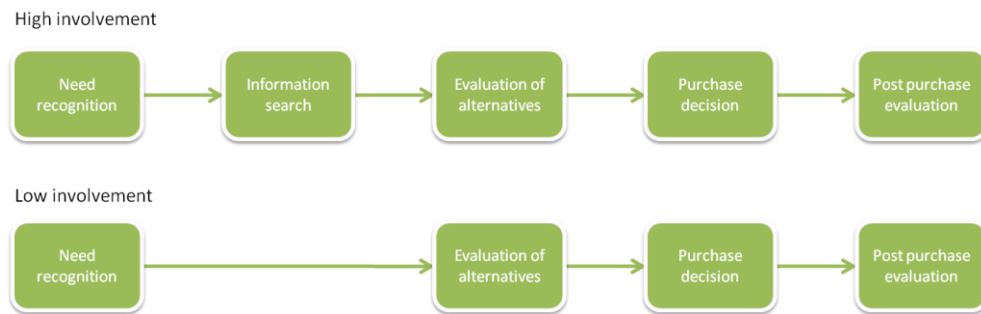 High involvement
Need
recognition
Information
search
Evaluation of
alternatives
Purchase
decision
Post purchase
evaluation
Low involvement
Need
recognition
Evaluation of
alternatives
Purchase
decision
Post purchase
evaluation